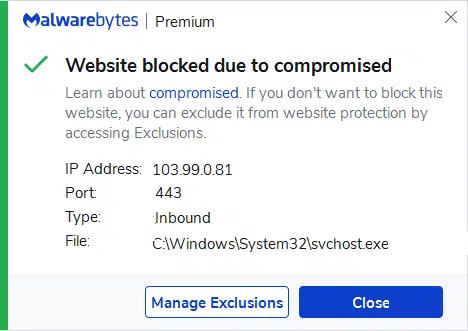 Malwarebytes | Premium
Website blocked due to compromised
Learn about compromised. If you don't want to block this
website, you can exclude it from website protection by
accessing Exclusions.
IP Address: 103.99.0.81
Port: 443
Type: Inbound
File: C:\Windows\System32\svchost.exe
Manage Exclusions Close